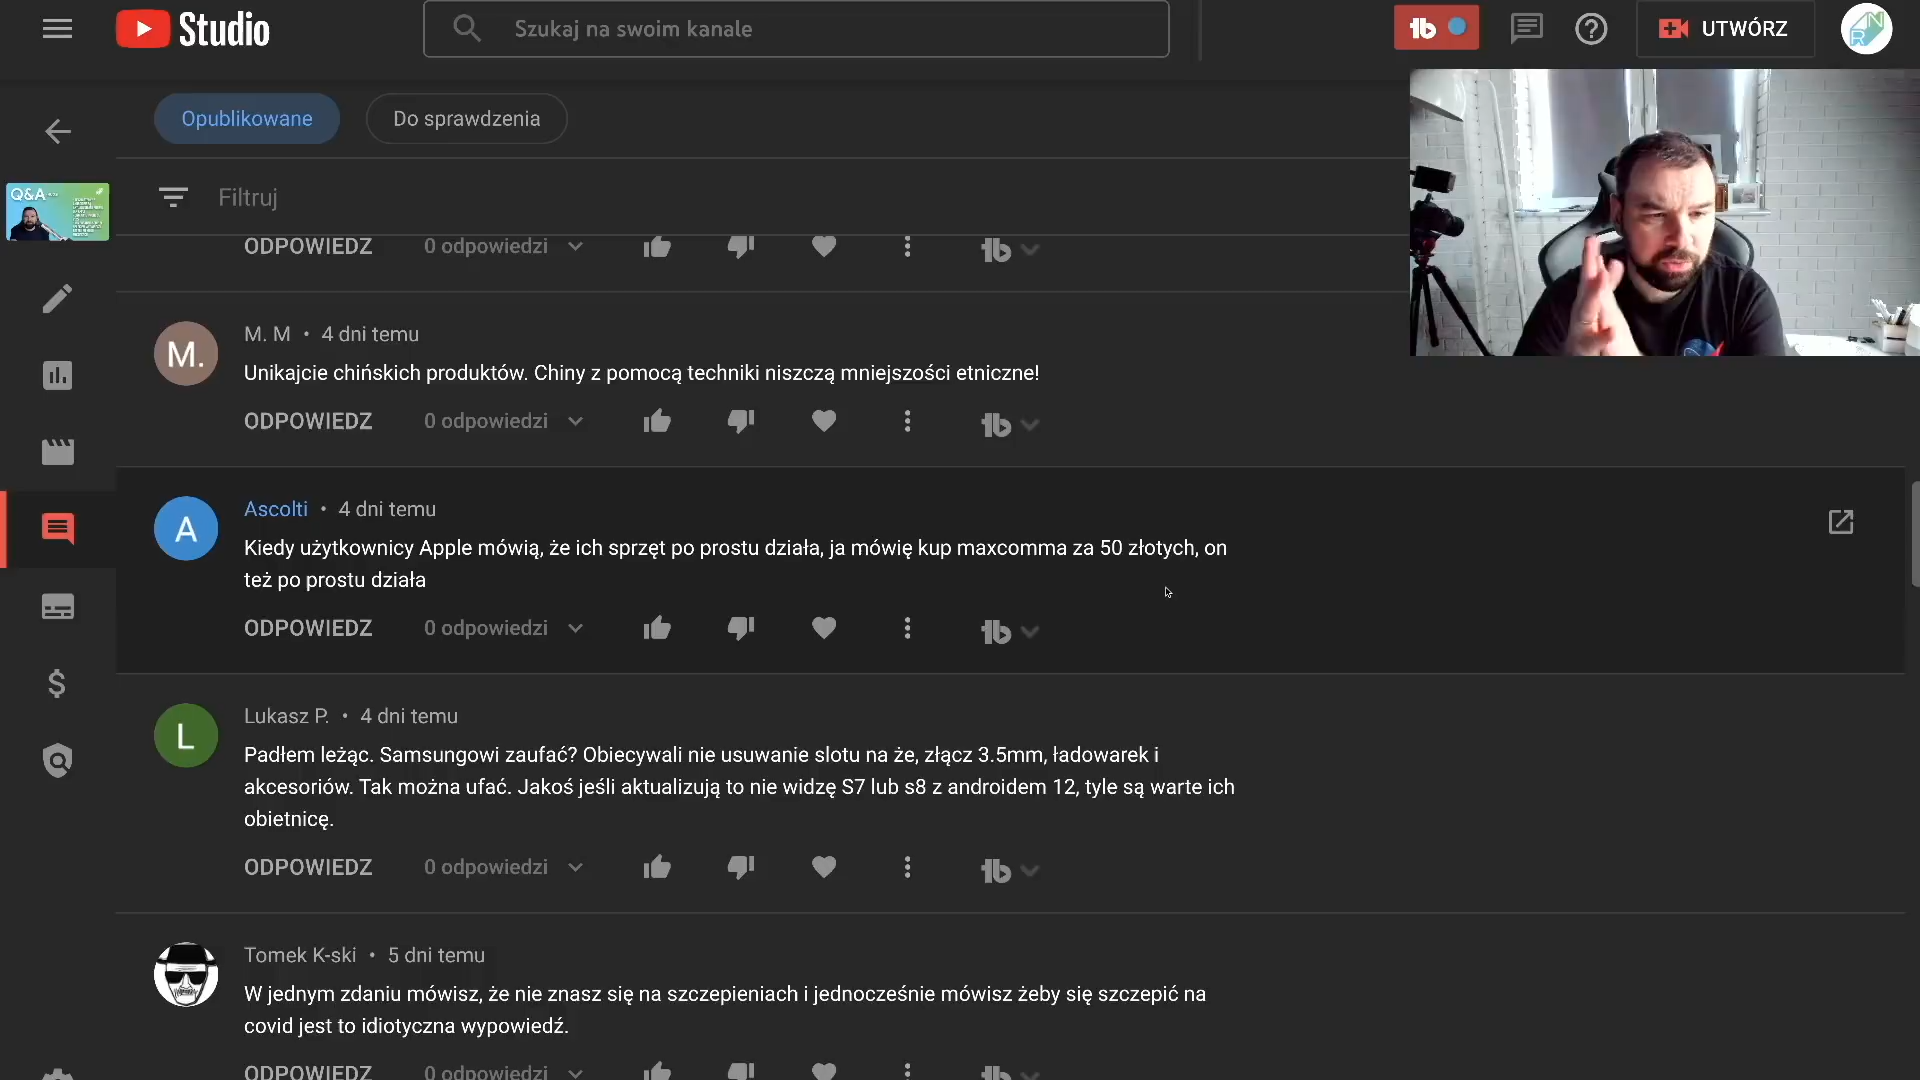 Studio
Szukaj na swoim kanale
UTWÓRZ
Opublikowane
Do sprawdzenia
Q&A
Filtruj
ODPOWIEDZ 0 odpowiedzi
M. M • 4 dni temu
M.
Unikajcie chińskich produktów. Chiny z pomocą techniki niszczą mniejszości etniczne!
ODPOWIEDZ 0 odpowiedzi
Ascolti • 4 dni temu
A
Kiedy użytkownicy Apple mówią, że ich sprzęt po prostu działa, ja mówię kup maxcomma za 50 złotych, on
też po prostu działa
ODPOWIEDZ 0 odpowiedzi
Lukasz P. • 4 dni temu
L
Padłem leżąc. Samsungowi zaufać? Obiecywali nie usuwanie slotu na że, złącz 3.5mm, ładowarek i
akcesoriów. Tak można ufać. Jakoś jeśli aktualizują to nie widzę S7 lub s8 z androidem 12, tyle są warte ich
obietnicę.
ODPOWIEDZ 0 odpowiedzi
Tomek K-ski • 5 dni temu
W jednym zdaniu mówisz, że nie znasz się na szczepieniach i jednocześnie mówisz żeby się szczepić na
covid jest to idiotyczna wypowiedź.
ODPOWIEDZ 0 odpowiedzi